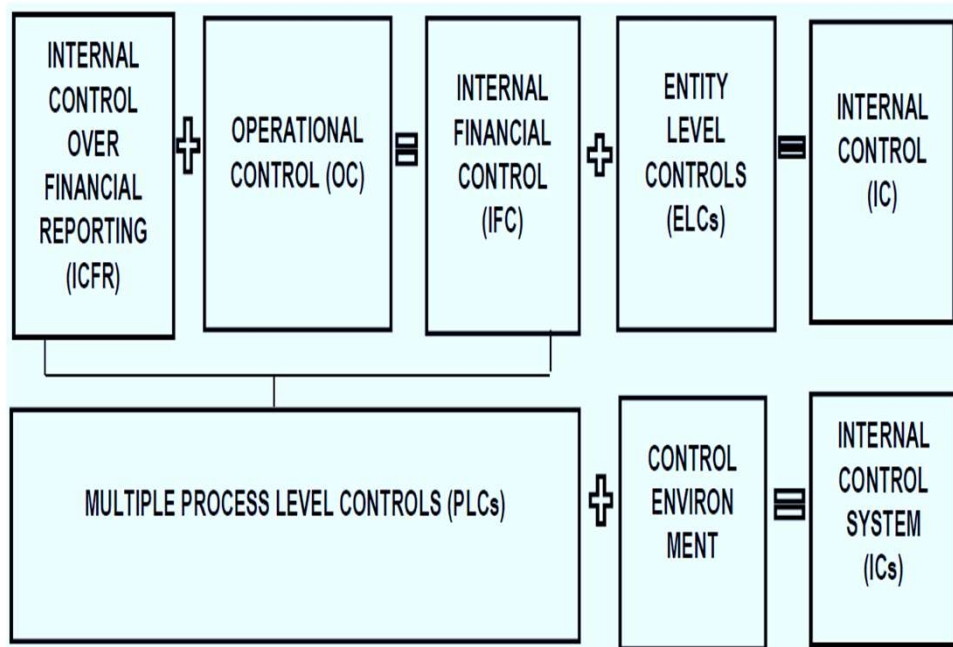 INTERNAL
CONTROL
OVER
FINANCIAL
REPORTING
(ICFR)
OPERATIONAL
CONTROL (OC)
INTERNAL
FINANCIAL
CONTROL
(IFC)
ENTITY
LEVEL
CONTROLS
(ELCs)
INTERNAL
CONTROL
(IC)
MULTIPLE PROCESS LEVEL CONTROLS (PLCs)
CONTROL
ENVIRON
MENT
INTERNAL
CONTROL
SYSTEM
(ICs)